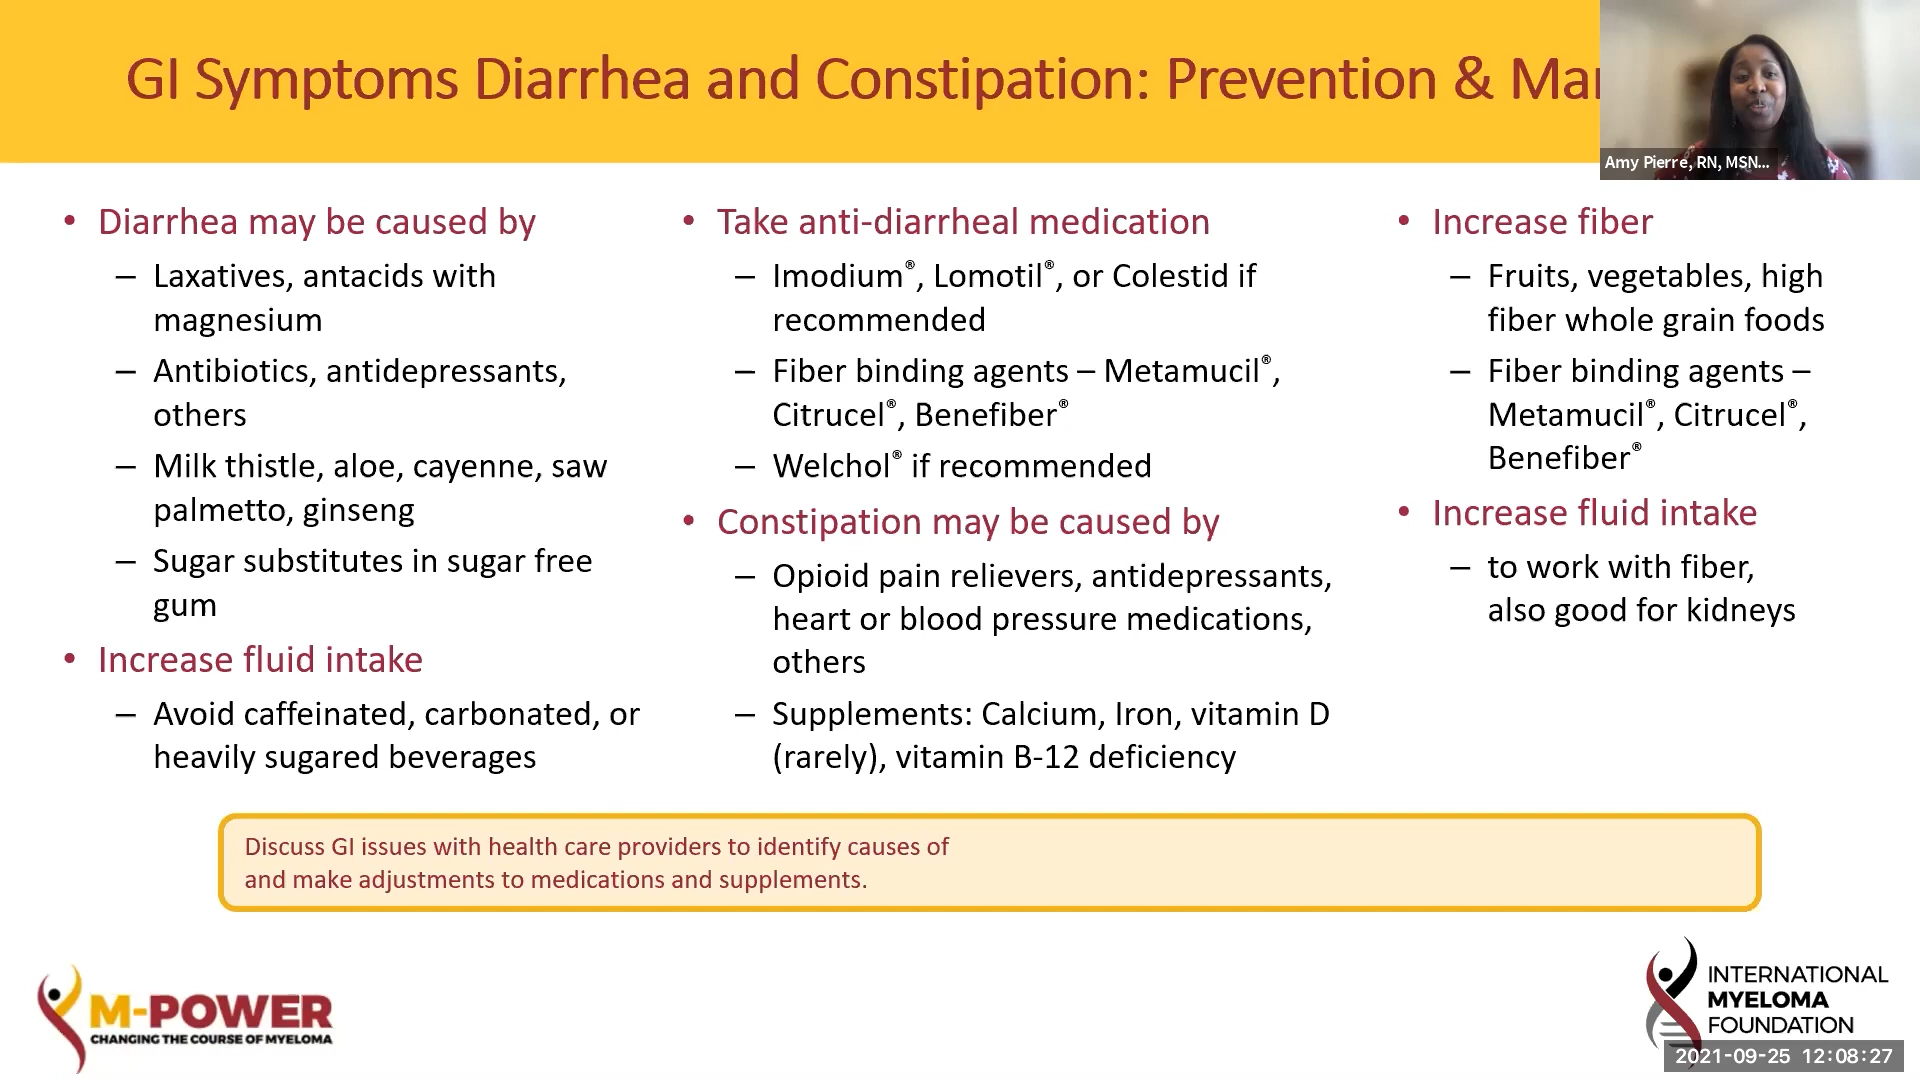 GI Symptoms Diarrhea and Constipation: Prevention & Ma
Amy Pierre, RN, MSN...
• Diarrhea may be caused by
– Laxatives, antacids with
magnesium
– Antibiotics, antidepressants,
others
– Milk thistle, aloe, cayenne, saw
palmetto, ginseng
– Sugar substitutes in sugar free
gum
• Increase fluid intake
– Avoid caffeinated, carbonated, or
heavily sugared beverages
• Take anti-diarrheal medication
– Imodium®, Lomotil®, or Colestid if
recommended
– Fiber binding agents – Metamucil®,
Citrucel®, Benefiber®
– Welchol® if recommended
• Constipation may be caused by
– Opioid pain relievers, antidepressants,
heart or blood pressure medications,
others
– Supplements: Calcium, Iron, vitamin D
(rarely), vitamin B-12 deficiency
• Increase fiber
– Fruits, vegetables, high
fiber whole grain foods
– Fiber binding agents –
Metamucil®, Citrucel®,
Benefiber®
• Increase fluid intake
– to work with fiber,
also good for kidneys
Discuss GI issues with health care providers to identify causes of
and make adjustments to medications and supplements.
M-POWER
CHANGING THE COURSE OF MYELOMA
INTERNATIONAL
MYELOMA
FOUNDATION
2021-09-25 12:08:27